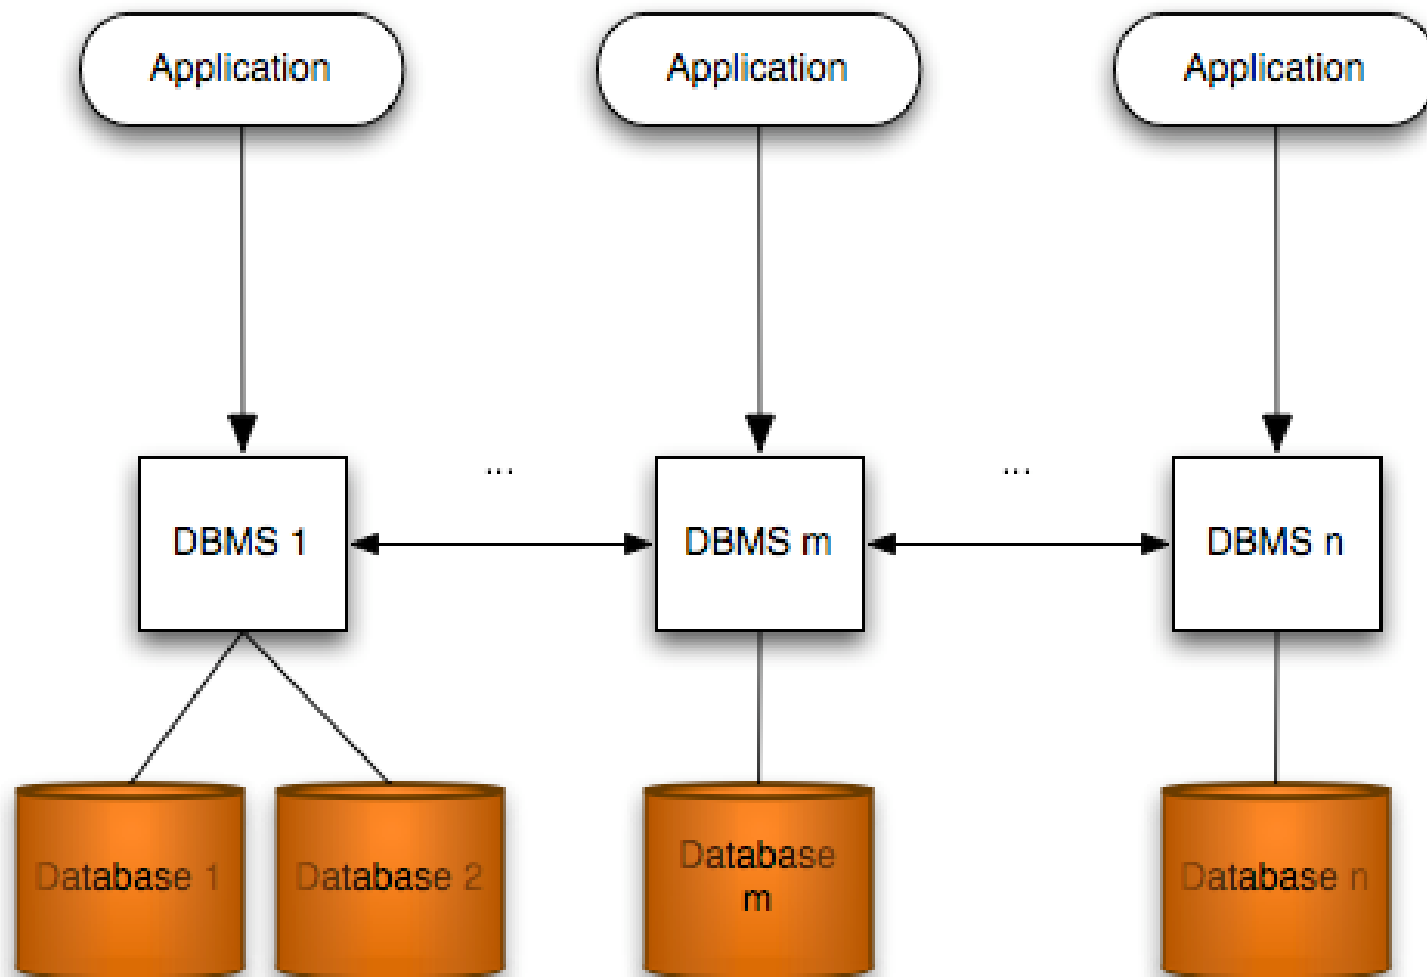 Application
Application
Application
...
...
DBMS 1
DBMS m
DBMS n
Database 1
Database 2
Database
m
Database n